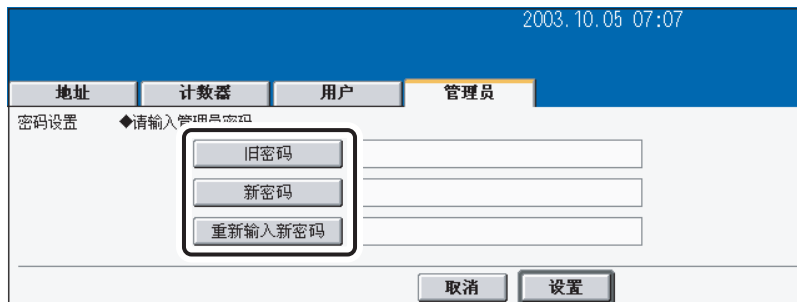 2003.10.05 07:07
地址 计数器 用户 管理员
密码设置 ◆请输入管理员密码
旧密码
新密码
重新输入新密码
取消 设置